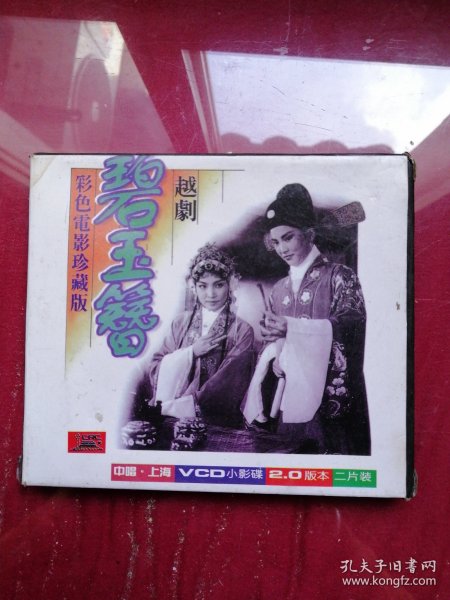 越劇
碧玉簪
彩色電影珍藏版
中唱·上海 VCD小影碟 2.0版本 二片装
孔夫子旧书网
www.kongfz.com